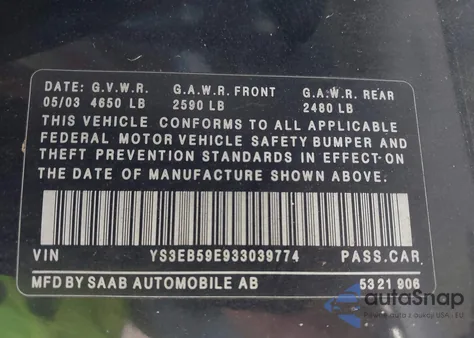 DATE: G.V.W.R. G.A.W.R. FRONT G.A.W.R. REAR
05/03 4650 LB 2590 LB 2480 LB
THIS VEHICLE CONFORMS TO ALL APPLICABLE
FEDERAL MOTOR VEHICLE SAFETY BUMPER AND
THEFT PREVENTION STANDARDS IN EFFECT ON
THE DATE OF MANUFACTURE SHOWN ABOVE.
VIN YS3EB59E933039774 PASS.CAR
MFD BY SAAB AUTOMOBILE AB 5321906
autoSnap